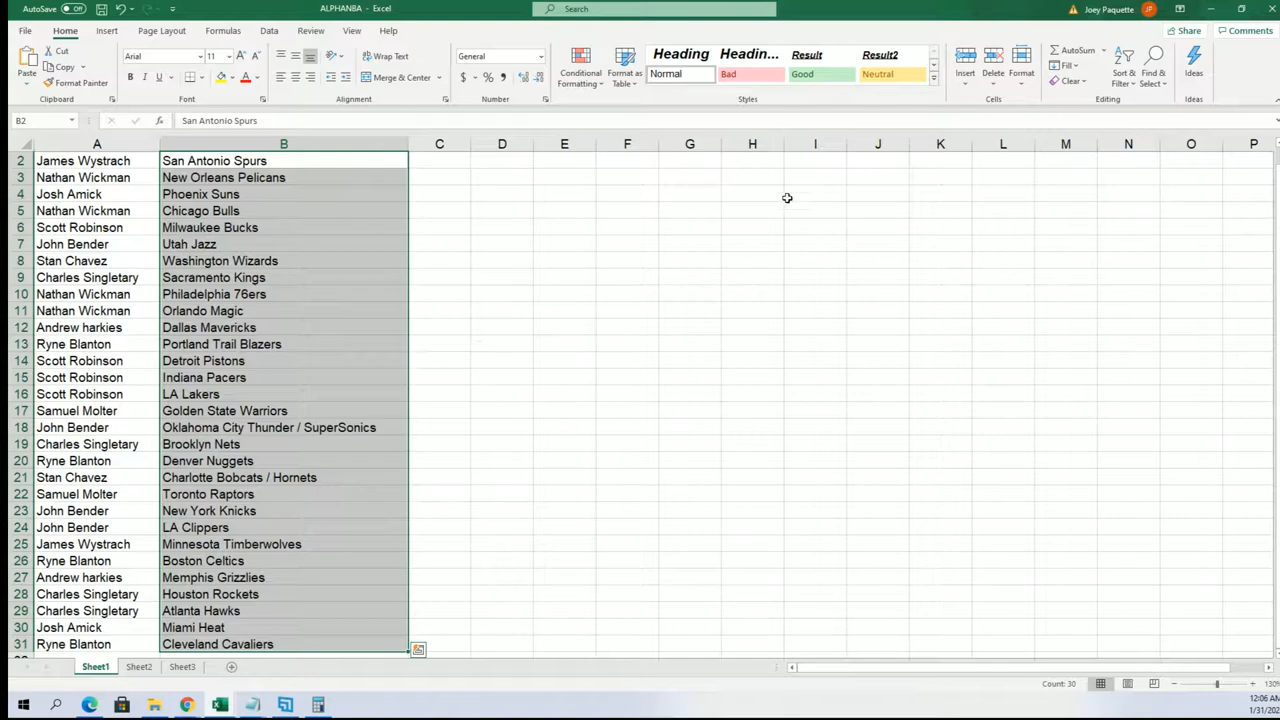 AutoSave Off ALPHANBA - Excel Search Joey Paquette JP
File Home Insert Page Layout Formulas Data Review View Help Share Comments
Paste Cut Copy Format Painter Clipboard
Arial 11 B I U A A A Font
Wrap Text Merge & Center Alignment
General $ % Number
Conditional Formatting Format as Table Heading Headin... Result Result2 Normal Bad Good Neutral Styles
Insert Delete Format Cells
AutoSum Fill Clear Sort & Filter Find & Select Editing
Ideas Ideas
B2 fx San Antonio Spurs
A B C D E F G H I J K L M N O P
2 James Wystrach San Antonio Spurs
3 Nathan Wickman New Orleans Pelicans
4 Josh Amick Phoenix Suns
5 Nathan Wickman Chicago Bulls
6 Scott Robinson Milwaukee Bucks
7 John Bender Utah Jazz
8 Stan Chavez Washington Wizards
9 Charles Singletary Sacramento Kings
10 Nathan Wickman Philadelphia 76ers
11 Nathan Wickman Orlando Magic
12 Andrew harkies Dallas Mavericks
13 Ryne Blanton Portland Trail Blazers
14 Scott Robinson Detroit Pistons
15 Scott Robinson Indiana Pacers
16 Scott Robinson LA Lakers
17 Samuel Molter Golden State Warriors
18 John Bender Oklahoma City Thunder / SuperSonics
19 Charles Singletary Brooklyn Nets
20 Ryne Blanton Denver Nuggets
21 Stan Chavez Charlotte Bobcats / Hornets
22 Samuel Molter Toronto Raptors
23 John Bender New York Knicks
24 John Bender LA Clippers
25 James Wystrach Minnesota Timberwolves
26 Ryne Blanton Boston Celtics
27 Andrew harkies Memphis Grizzlies
28 Charles Singletary Houston Rockets
29 Charles Singletary Atlanta Hawks
30 Josh Amick Miami Heat
31 Ryne Blanton Cleveland Cavaliers
Sheet1 Sheet2 Sheet3
Count: 30 130%
12:06 AM
1/31/202